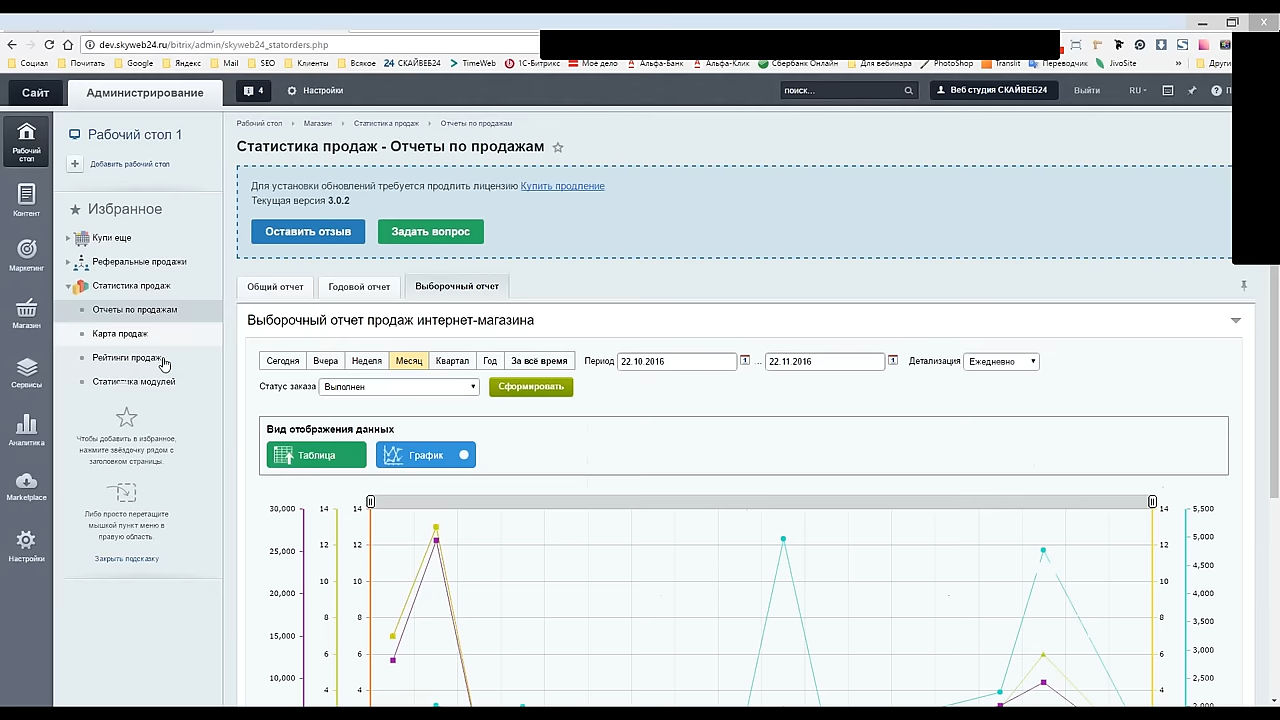 dev.skyweb24.ru/bitrix/admin/skyweb24_statorders.php
Социал Почитать Google Яндекс Mail SEO Клиенты Всякое 24 СКАЙВЕБ24 TimeWeb 1С-Битрикс Моё дело Альфа-Банк Альфа-Клик Сбербанк Онлайн Для вебинара PhotoShop Translit Переводчик JivoSite » Други
Сайт Администрирование 4 Настройки поиск... Веб студия СКАЙВЕБ24 Выйти RU
Рабочий стол
Контент
Маркетинг
Магазин
Сервисы
Аналитика
Marketplace
Настройки
Рабочий стол 1
Добавить рабочий стол
Избранное
Купи еще
Реферальные продажи
Статистика продаж
Отчеты по продажам
Карта продаж
Рейтинги продаж
Статистика модулей
Чтобы добавить в избранное,
нажмите звёздочку рядом с
заголовком страницы.
Либо просто перетащите
мышкой пункт меню в
правую область.
Закрыть подсказку
Рабочий стол Магазин Статистика продаж Отчеты по продажам
Статистика продаж - Отчеты по продажам
Для установки обновлений требуется продлить лицензию Купить продление
Текущая версия 3.0.2
Оставить отзыв Задать вопрос
Общий отчет Годовой отчет Выборочный отчет
Выборочный отчет продаж интернет-магазина
Сегодня Вчера Неделя Месяц Квартал Год За всё время Период 22.10.2016 ... 22.11.2016 Детализация Ежедневно
Статус заказа Выполнен Сформировать
Вид отображения данных
Таблица График
30,000 14 14 14 5,500
25,000 12 12 12 5,000
10 10 10 4,500
20,000 4,000
8 8 8 3,500
15,000
6 6 6 3,000
10,000 2,500
4 4 4
2,000